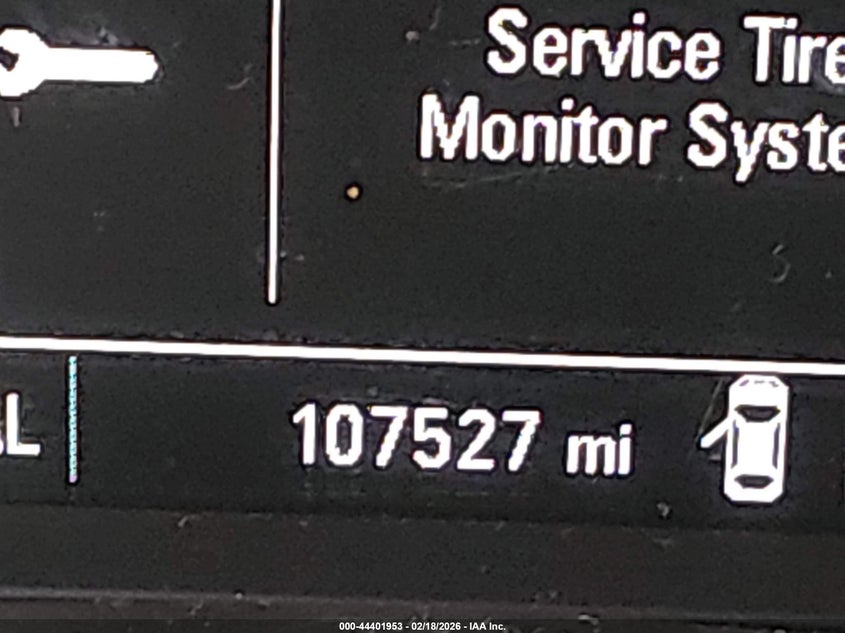 Service Tire
Monitor Syste
L
107527 mi
000-44401953 - 02/18/2026 - IAA Inc.